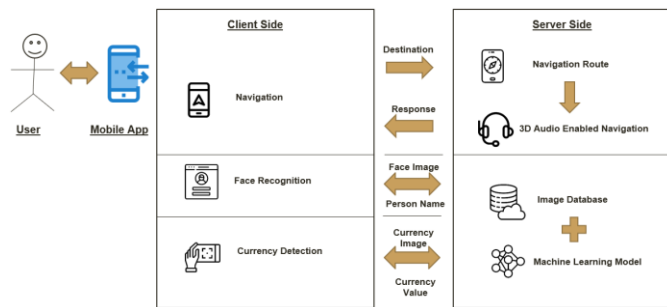 Client Side
Server Side
Destination
Navigation Route
Navigation
Response
User
Mobile App
3D Audio Enabled Navigation
Face Image
Face Recognition
Person Name
Image Database
Currency
Image
Currency Detection
Machine Learning Model
Currency
Value